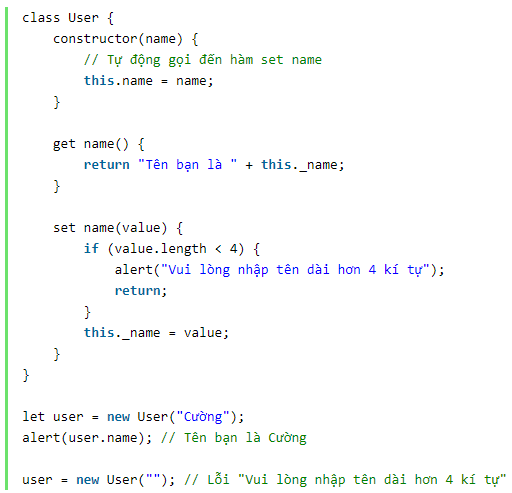 class User {
    constructor(name) {
        // Tự động gọi đến hàm set name
        this.name = name;
    }

    get name() {
        return "Tên bạn là " + this._name;
    }

    set name(value) {
        if (value.length < 4) {
            alert("Vui lòng nhập tên dài hơn 4 kí tự");
            return;
        }
        this._name = value;
    }
}

let user = new User("Cường");
alert(user.name); // Tên bạn là Cường

user = new User(""); // Lỗi "Vui lòng nhập tên dài hơn 4 kí tự"